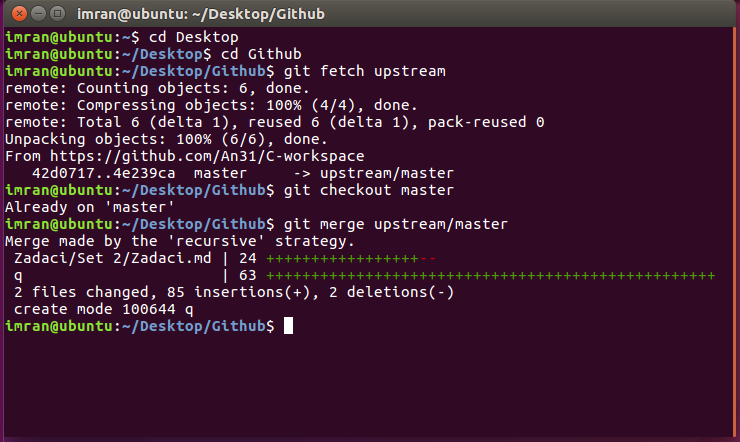 imran@ubuntu: ~/Desktop/Github
imran@ubuntu:~$ cd Desktop
imran@ubuntu:~/Desktop$ cd Github
imran@ubuntu:~/Desktop/Github$ git fetch upstream
remote: Counting objects: 6, done.
remote: Compressing objects: 100% (4/4), done.
remote: Total 6 (delta 1), reused 6 (delta 1), pack-reused 0
Unpacking objects: 100% (6/6), done.
From https://github.com/An31/C-workspace
   42d0717..4e239ca  master     -> upstream/master
imran@ubuntu:~/Desktop/Github$ git checkout master
Already on 'master'
imran@ubuntu:~/Desktop/Github$ git merge upstream/master
Merge made by the 'recursive' strategy.
 Zadaci/Set 2/Zadaci.md | 24 +++++++++++++++++--
 q                      | 63 ++++++++++++++++++++++++++++++++++++++++++++++++++
 2 files changed, 85 insertions(+), 2 deletions(-)
 create mode 100644 q
imran@ubuntu:~/Desktop/Github$